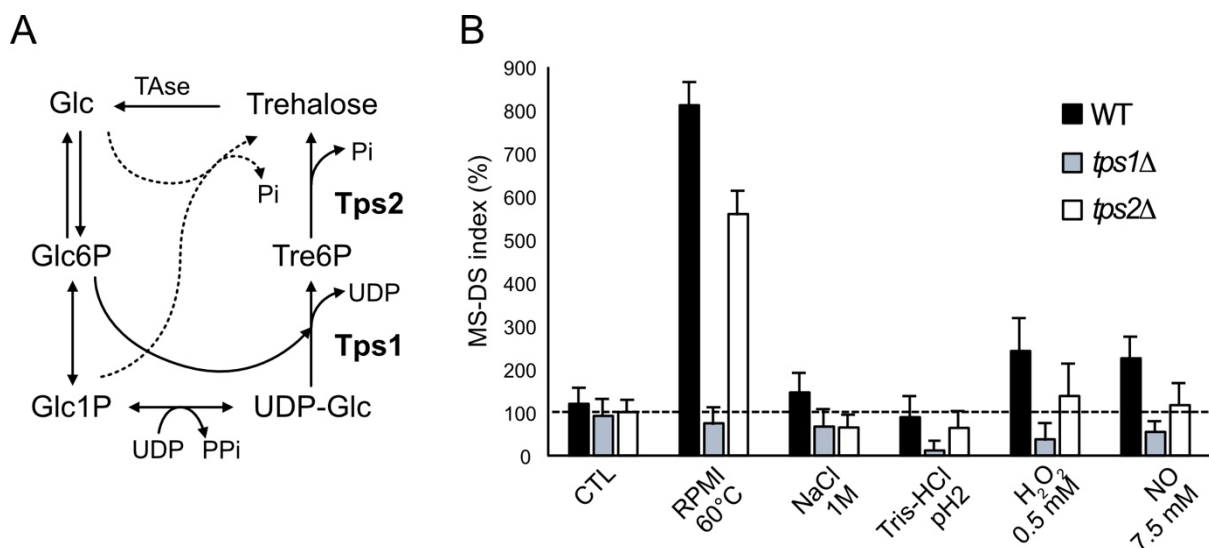 A
TAse
Glc
Trehalose
Pi
Pi
Tps2
Glc6P
Tre6P
UDP
Tps1
Glc1P
UDP-Glc
UDP PPi
B
MS-DS index (%)
900
800
700
600
500
400
300
200
100
0
WT
tps1Δ
tps2Δ
CTL
RPMI
60°C
NaCl
1M
Tris-HCl
pH2
H₂O₂
0.5 mM
NO
7.5 mM